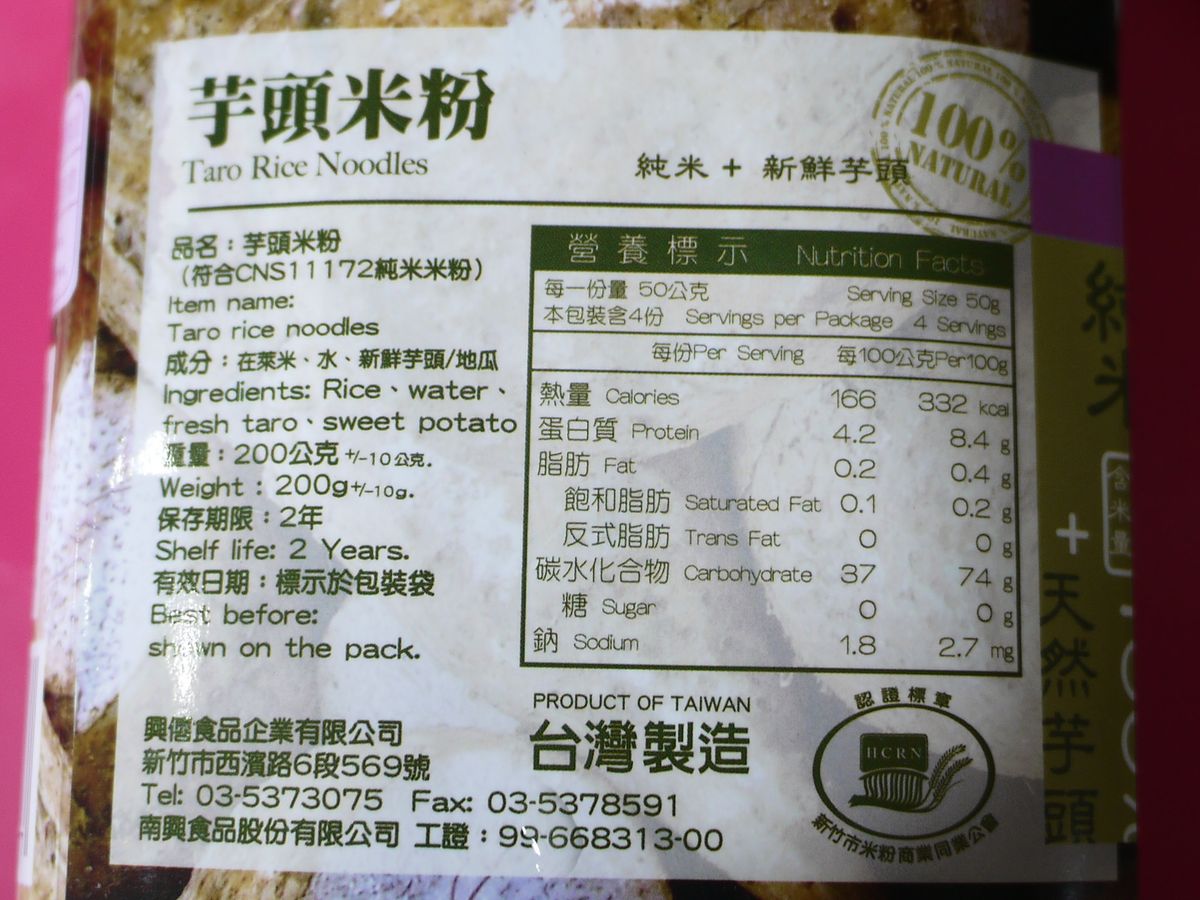 芋頭米粉
Taro Rice Noodles
純米 + 新鮮芋頭
100%
NATURAL
品名：芋頭米粉
（符合CNS11172純米米粉）
Item name:
Taro rice noodles
成分：在萊米、水、新鮮芋頭/地瓜
Ingredients: Rice、water、
fresh taro、sweet potato
重量：200公克 +/-10公克.
Weight：200g+/-10g.
保存期限：2年
Shelf life: 2 Years.
有效日期：標示於包裝袋
Best before:
shown on the pack.
營養標示 Nutrition Facts
每一份量 50公克 Serving Size 50g
本包裝含4份 Servings per Package 4 Servings
每份Per Serving 每100公克Per100g
熱量 Calories 166 332 kcal
蛋白質 Protein 4.2 8.4 g
脂肪 Fat 0.2 0.4 g
飽和脂肪 Saturated Fat 0.1 0.2 g
反式脂肪 Trans Fat 0 0 g
碳水化合物 Carbohydrate 37 74 g
糖 Sugar 0 0 g
鈉 Sodium 1.8 2.7 mg
PRODUCT OF TAIWAN
台灣製造
認證標章
HCRN
新竹市米粉商業同業公會
食品企業有限公司
新竹市西濱路6段569號
Tel: 03-5373075 Fax: 03-5378591
南興食品股份有限公司 工證：99-668313-00
純米
含米量
+天然芋頭